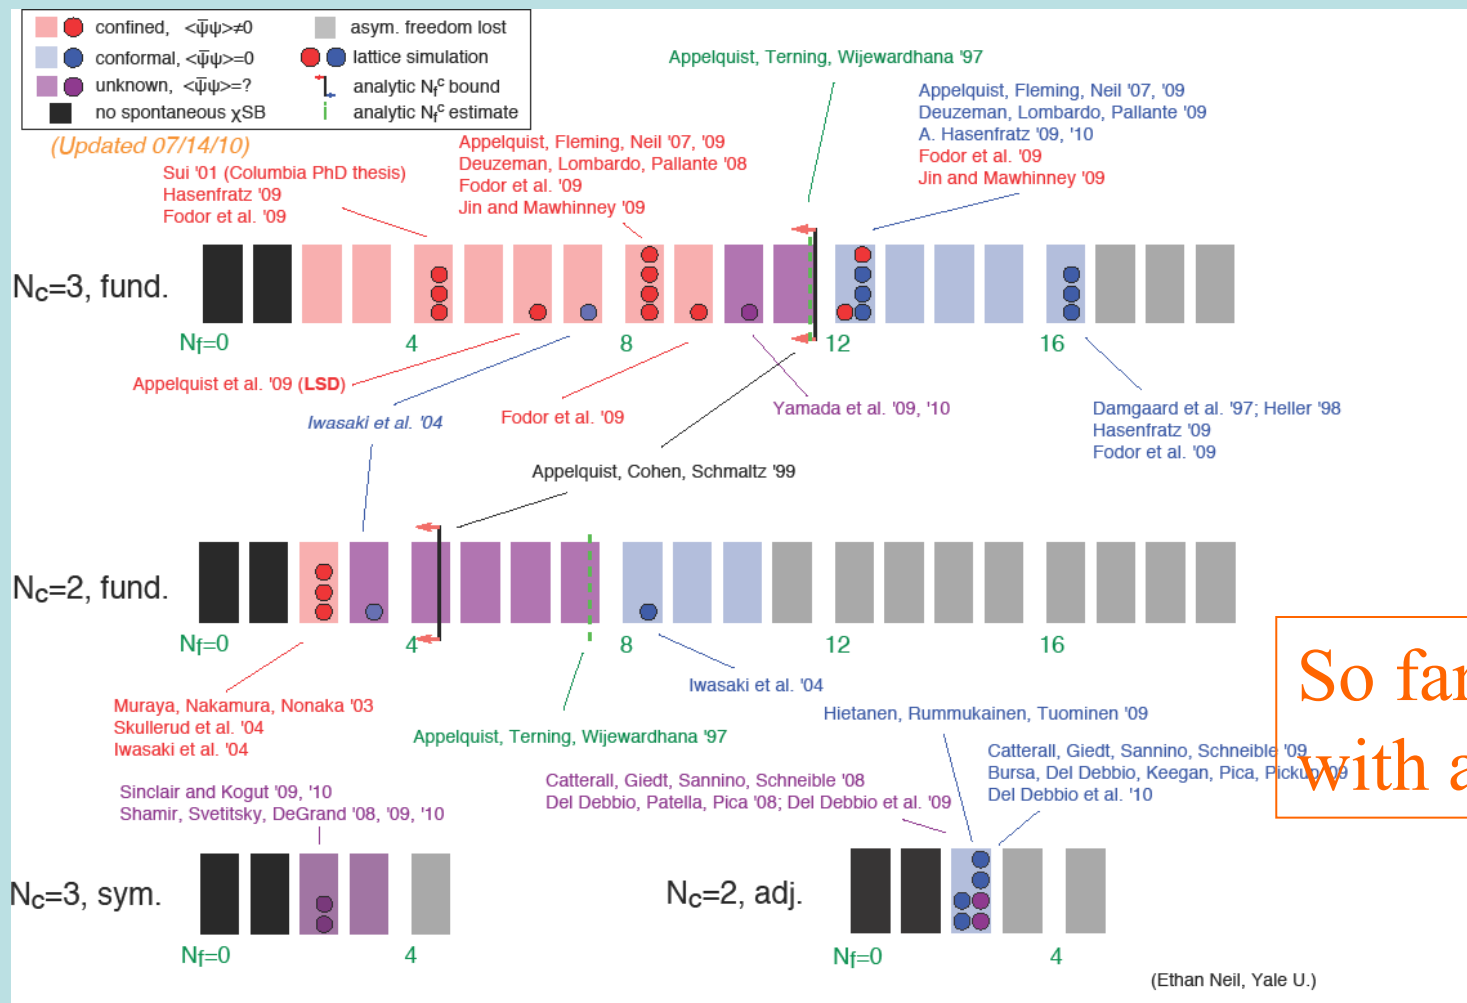 confined, <ψ̅ψ>≠0
asym. freedom lost
conformal, <ψ̅ψ>=0
lattice simulation
unknown, <ψ̅ψ>=?
analytic Nfᶜ bound
no spontaneous χSB
analytic Nfᶜ estimate
(Updated 07/14/10)
Appelquist, Terning, Wijewardhana '97
Sui '01 (Columbia PhD thesis)
Hasenfratz '09
Fodor et al. '09
Appelquist, Fleming, Neil '07, '09
Deuzeman, Lombardo, Pallante '08
Fodor et al. '09
Jin and Mawhinney '09
Appelquist, Fleming, Neil '07, '09
Deuzeman, Lombardo, Pallante '09
A. Hasenfratz '09, '10
Fodor et al. '09
Jin and Mawhinney '09
Nc=3, fund.
Nf=0 4 8 12 16
Appelquist et al. '09 (LSD)
Iwasaki et al. '04
Fodor et al. '09
Yamada et al. '09, '10
Damgaard et al. '97; Heller '98
Hasenfratz '09
Fodor et al. '09
Appelquist, Cohen, Schmaltz '99
Nc=2, fund.
Nf=0 4 8 12 16
Muraya, Nakamura, Nonaka '03
Skullerud et al. '04
Iwasaki et al. '04
Appelquist, Terning, Wijewardhana '97
Iwasaki et al. '04
So far
with a
Sinclair and Kogut '09, '10
Shamir, Svetitsky, DeGrand '08, '09, '10
Catterall, Giedt, Sannino, Schneible '08
Del Debbio, Patella, Pica '08; Del Debbio et al. '09
Hietanen, Rummukainen, Tuominen '09
Catterall, Giedt, Sannino, Schneible '09
Bursa, Del Debbio, Keegan, Pica, Pickup '09
Del Debbio et al. '10
Nc=3, sym.
Nf=0 4
Nc=2, adj.
Nf=0 4
(Ethan Neil, Yale U.)